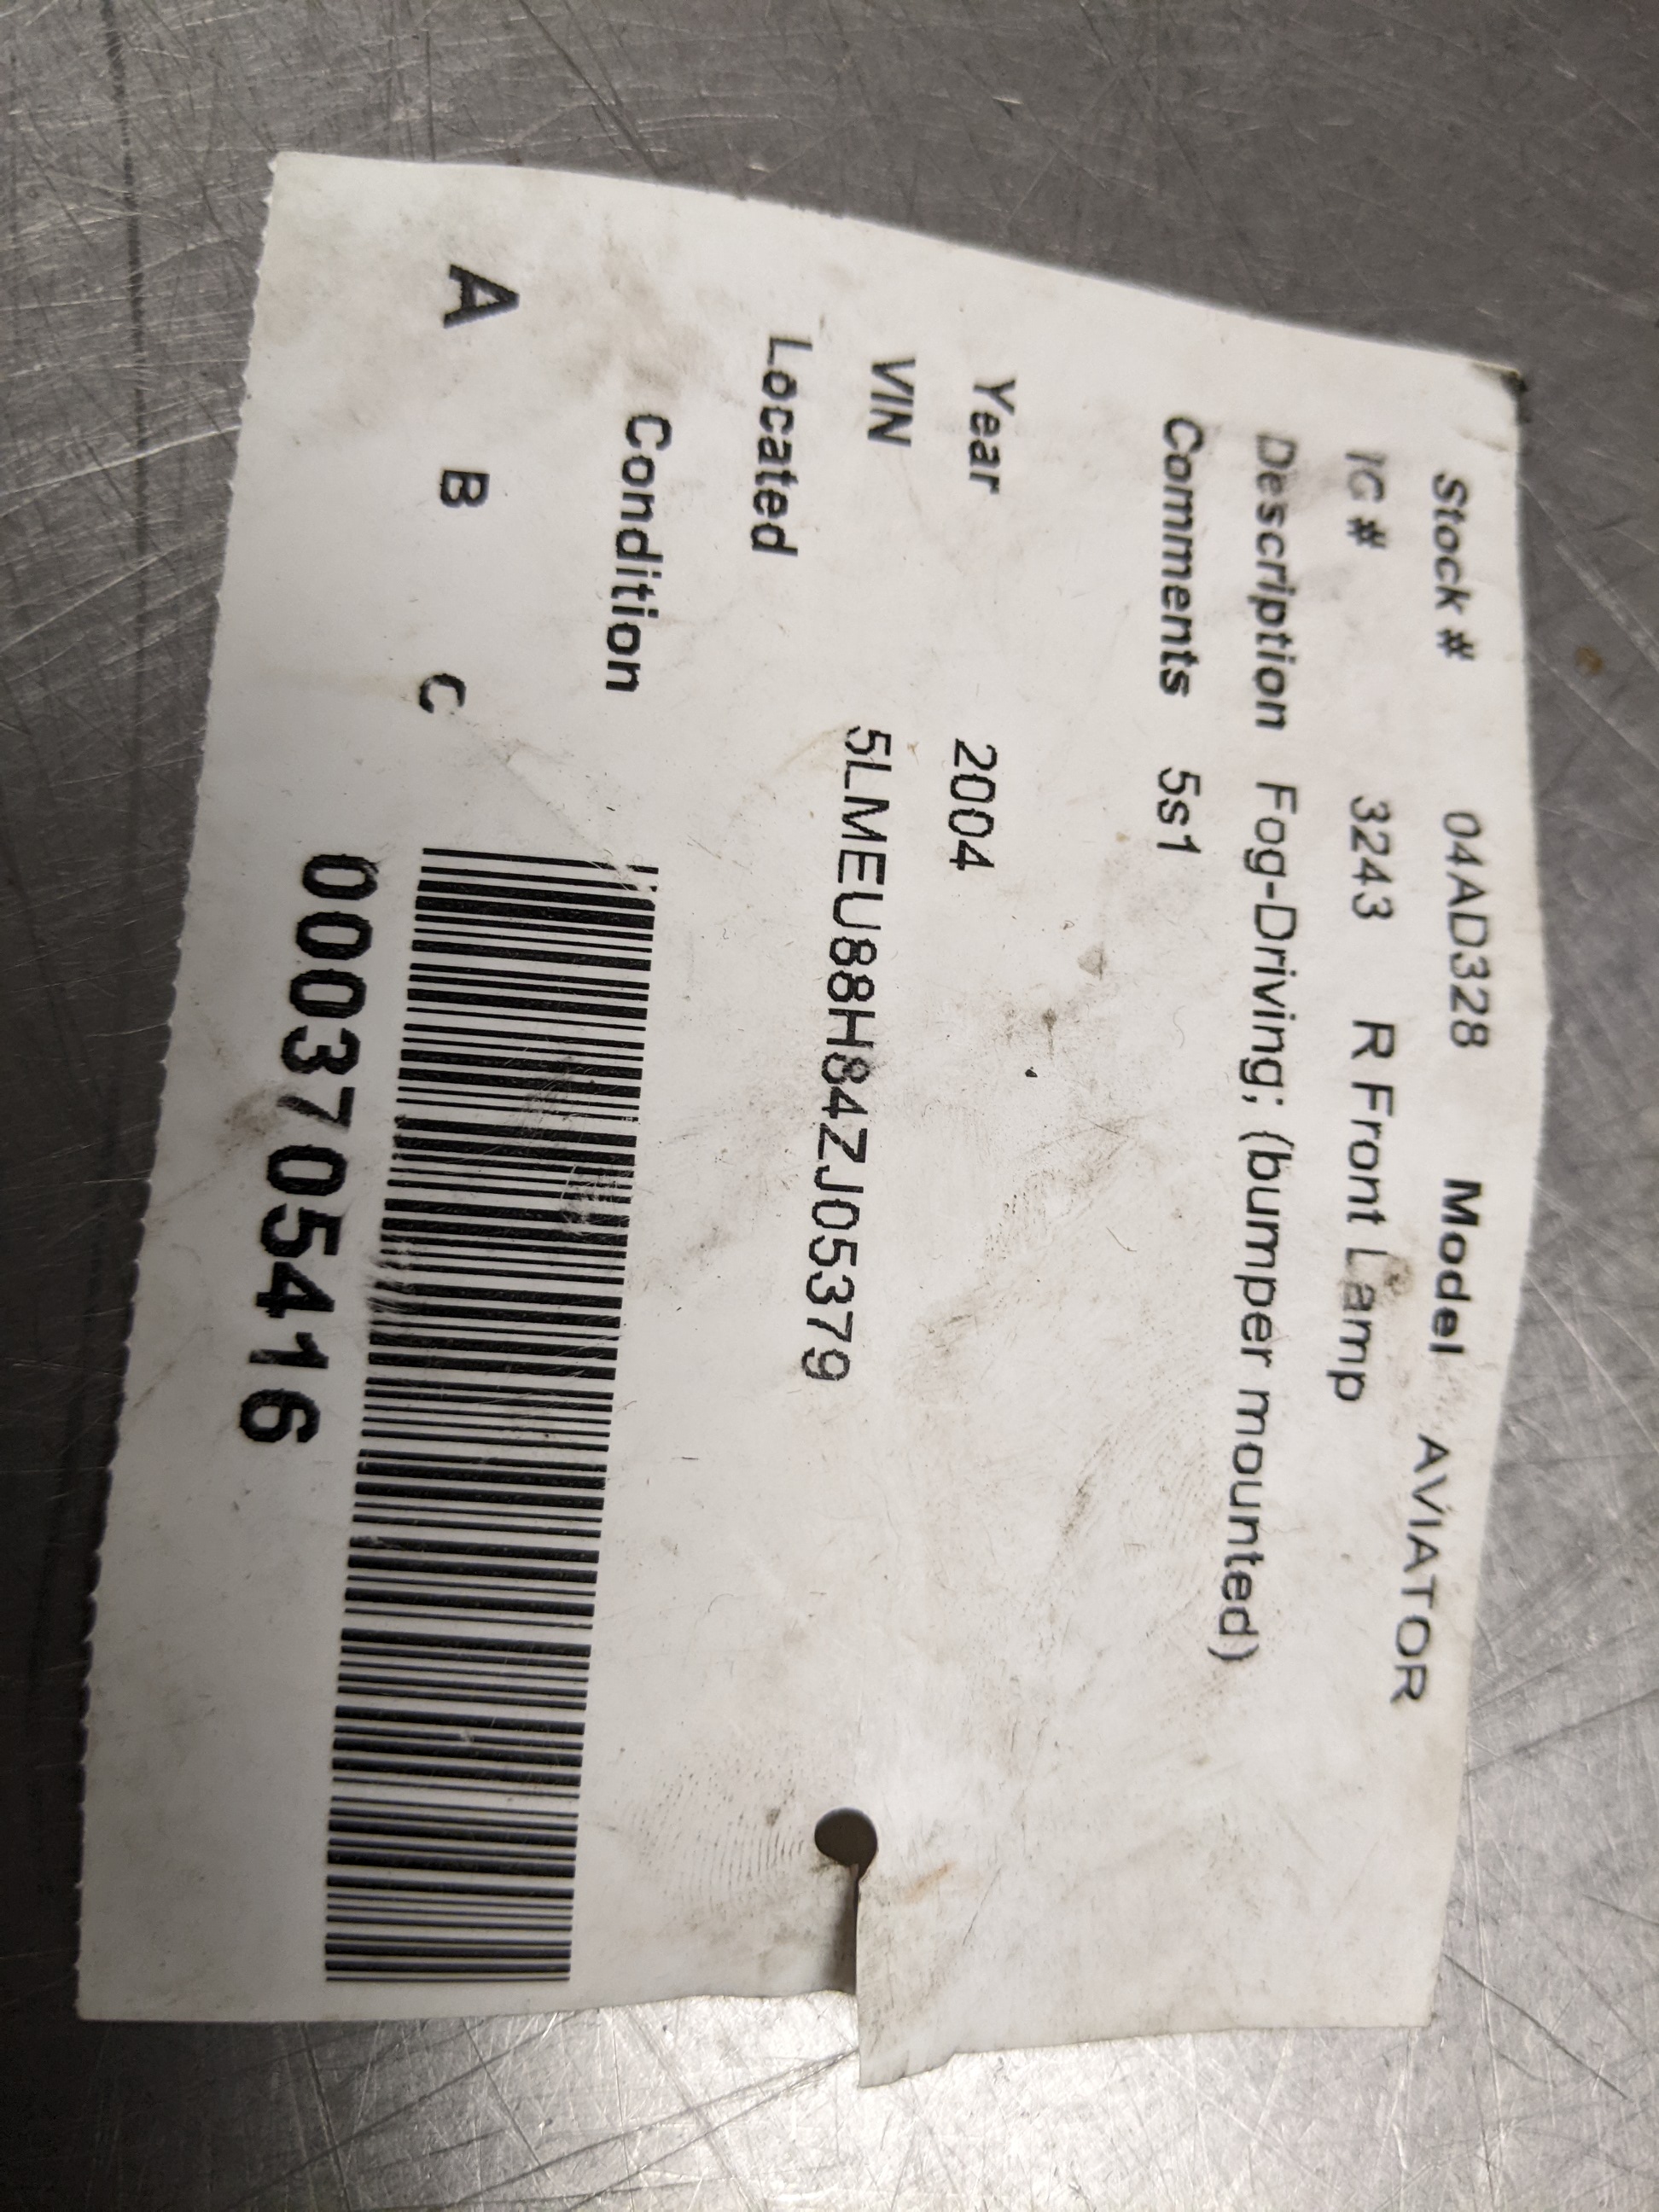 Stock # 04AD328 Model AVIATOR
IC # 3243 R Front Lamp
Description Fog-Driving; (bumper mounted)
Comments 5s1
Year 2004
VIN 5LMEU88H84ZJ05379
Located
Condition
A B C
0003705416